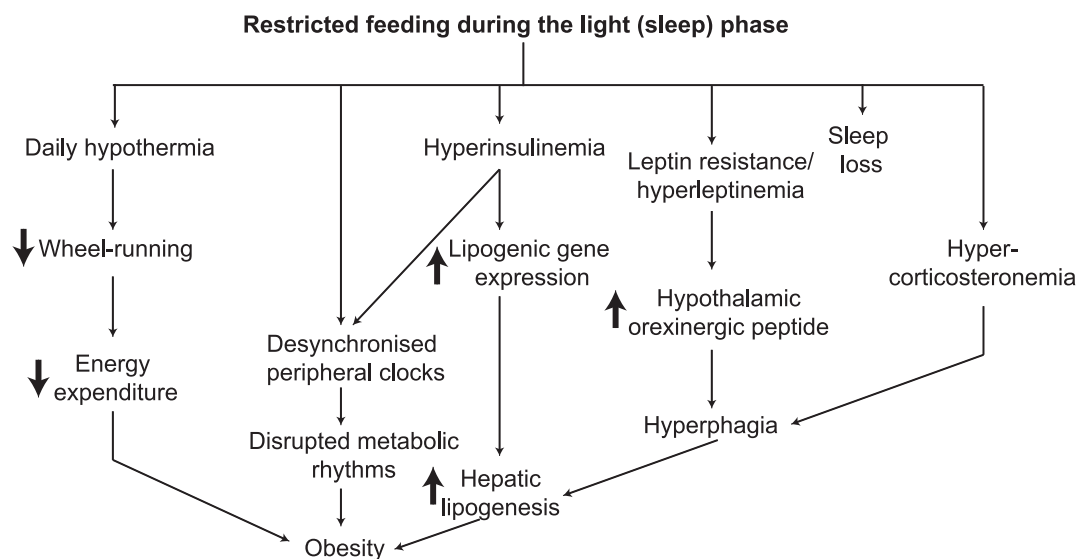 Restricted feeding during the light (sleep) phase
Daily hypothermia
Hyperinsulinemia
Leptin resistance/
hyperleptinemia
Sleep
loss
Wheel-running
Lipogenic gene
expression
Hyper-
corticosteronemia
Hypothalamic
orexinergic peptide
Energy
expenditure
Desynchronised
peripheral clocks
Hyperphagia
Disrupted metabolic
rhythms
Hepatic
lipogenesis
Obesity